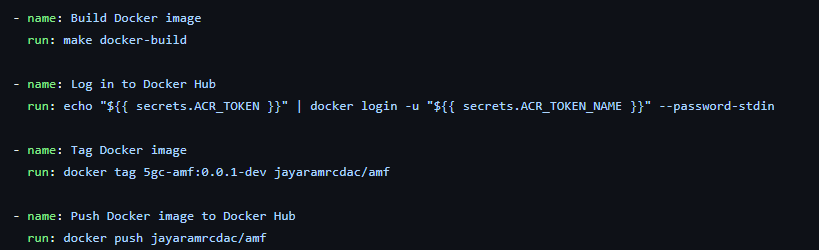 - name: Build Docker image
  run: make docker-build

- name: Log in to Docker Hub
  run: echo "${{ secrets.ACR_TOKEN }}" | docker login -u "${{ secrets.ACR_TOKEN_NAME }}" --password-stdin

- name: Tag Docker image
  run: docker tag 5gc-amf:0.0.1-dev jayaramrcdac/amf

- name: Push Docker image to Docker Hub
  run: docker push jayaramrcdac/amf